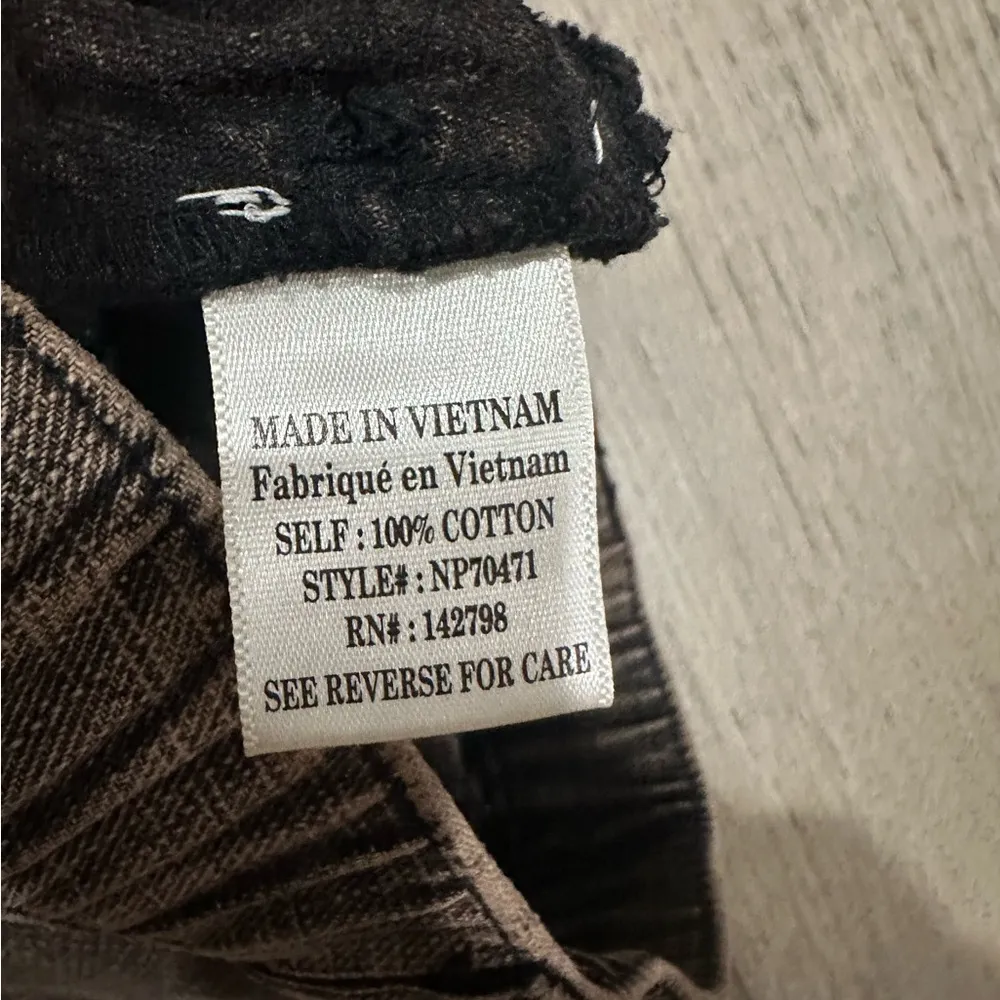 MADE IN VIETNAM
Fabriqué en Vietnam
SELF : 100% COTTON
STYLE# : NP70471
RN# : 142798
SEE REVERSE FOR CARE